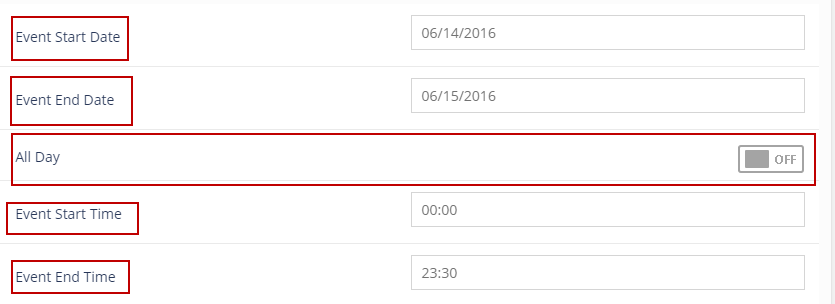 Event Start Date 06/14/2016
Event End Date 06/15/2016
All Day OFF
Event Start Time 00:00
Event End Time 23:30